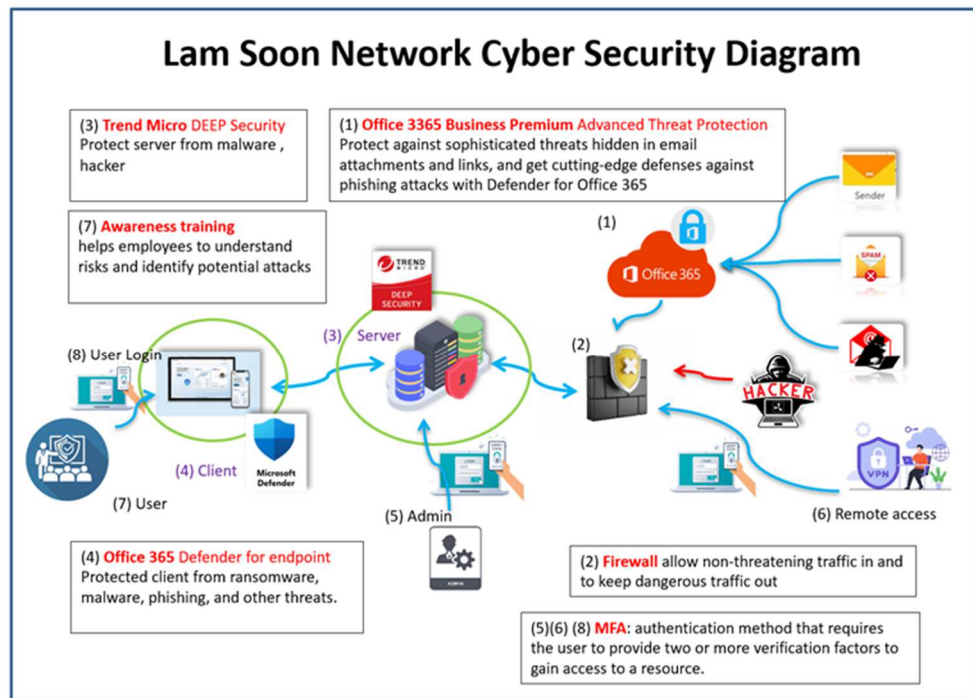 Lam Soon Network Cyber Security Diagram
(3) Trend Micro DEEP Security
Protect server from malware ,
hacker
(1) Office 3365 Business Premium Advanced Threat Protection
Protect against sophisticated threats hidden in email
attachments and links, and get cutting-edge defenses against
phishing attacks with Defender for Office 365
(7) Awareness training
helps employees to understand
risks and identify potential attacks
(1)
Office 365
Sender
SPAM
TREND
MICRO
DEEP
SECURITY
(3) Server
(2)
HACKER
(8) User Login
(4) Client
Microsoft
Defender
(7) User
(5) Admin
ADMIN
VPN
(6) Remote access
(4) Office 365 Defender for endpoint
Protected client from ransomware,
malware, phishing, and other threats.
(2) Firewall allow non-threatening traffic in and
to keep dangerous traffic out
(5)(6) (8) MFA: authentication method that requires
the user to provide two or more verification factors to
gain access to a resource.